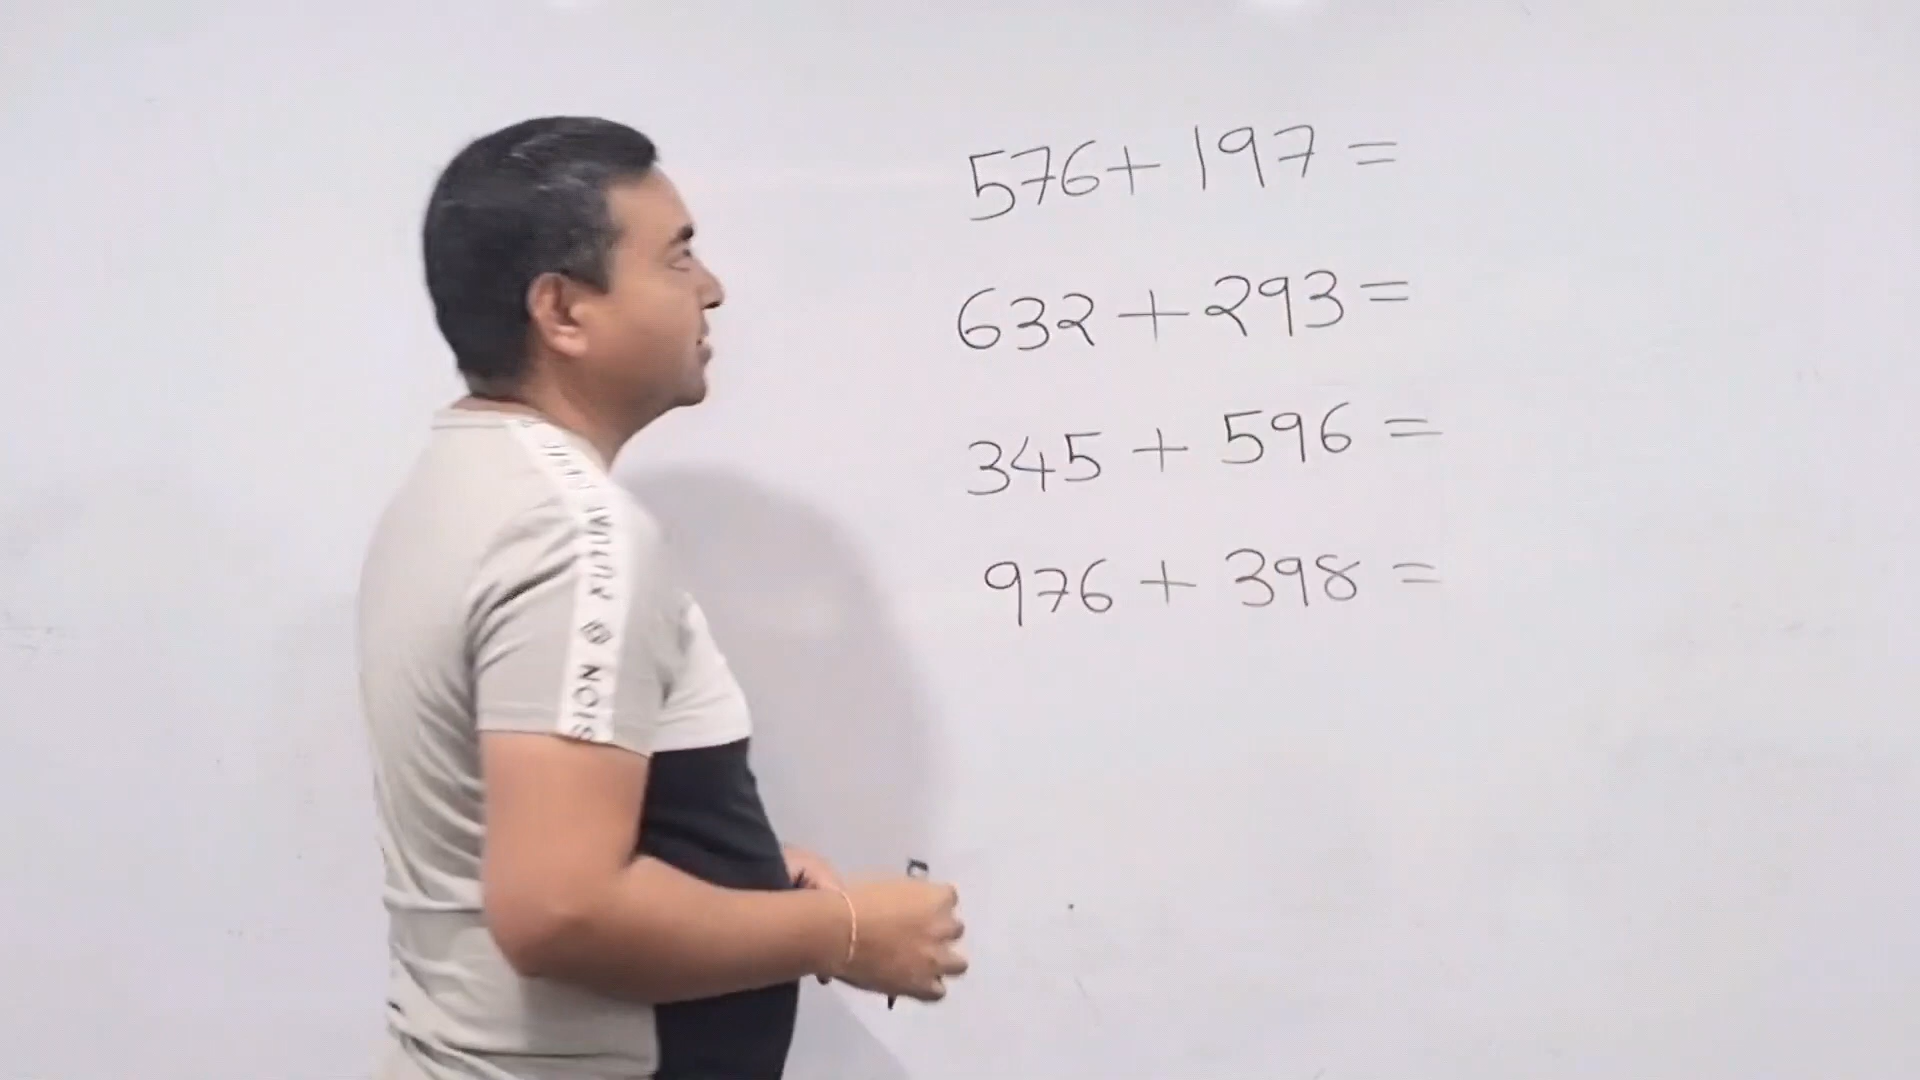 576 + 197 =
632 + 293 =
345 + 596 =
976 + 398 =